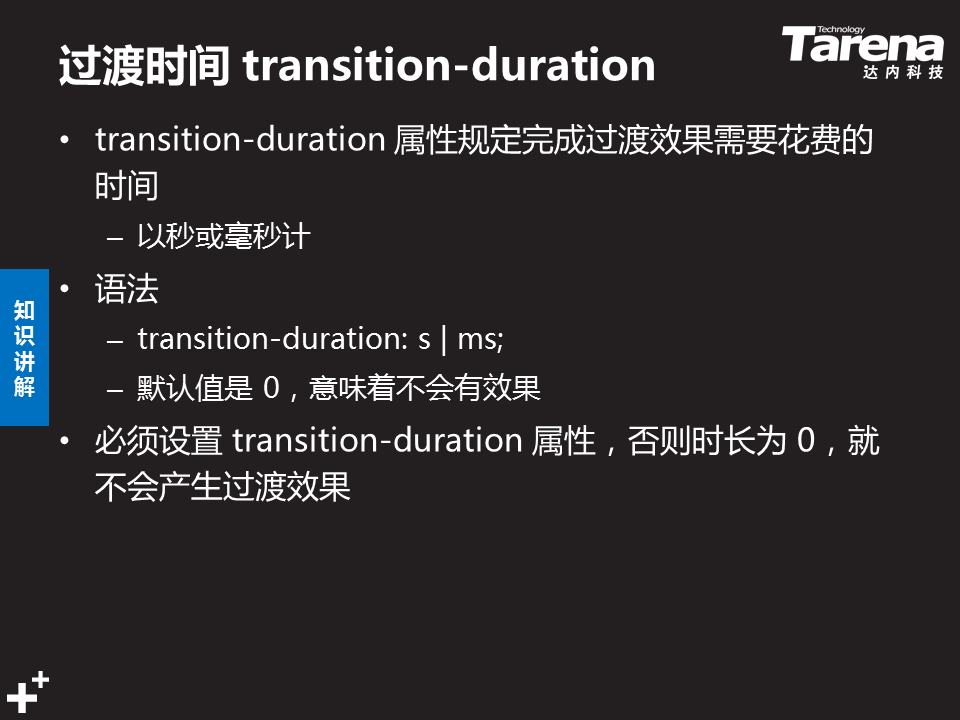 过渡时间 transition-duration
Technology
Tarena
达内科技
• transition-duration 属性规定完成过渡效果需要花费的
时间
– 以秒或毫秒计
• 语法
– transition-duration: s | ms;
– 默认值是 0，意味着不会有效果
• 必须设置 transition-duration 属性，否则时长为 0，就
不会产生过渡效果
知
识
讲
解